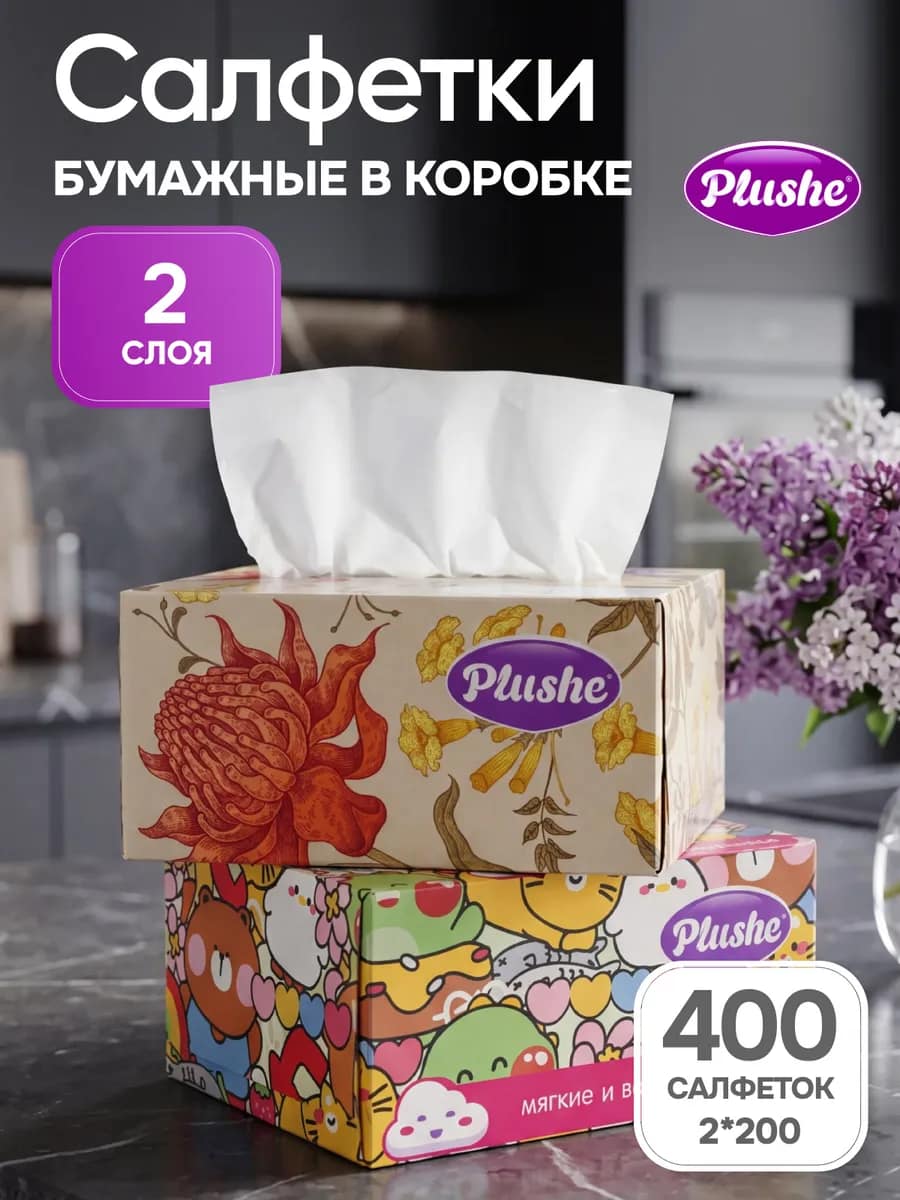 Салфетки
БУМАЖНЫЕ В КОРОБКЕ
Plushe
2
СЛОЯ
Plushe
Plushe
мягкие и
400
САЛФЕТОК
2*200